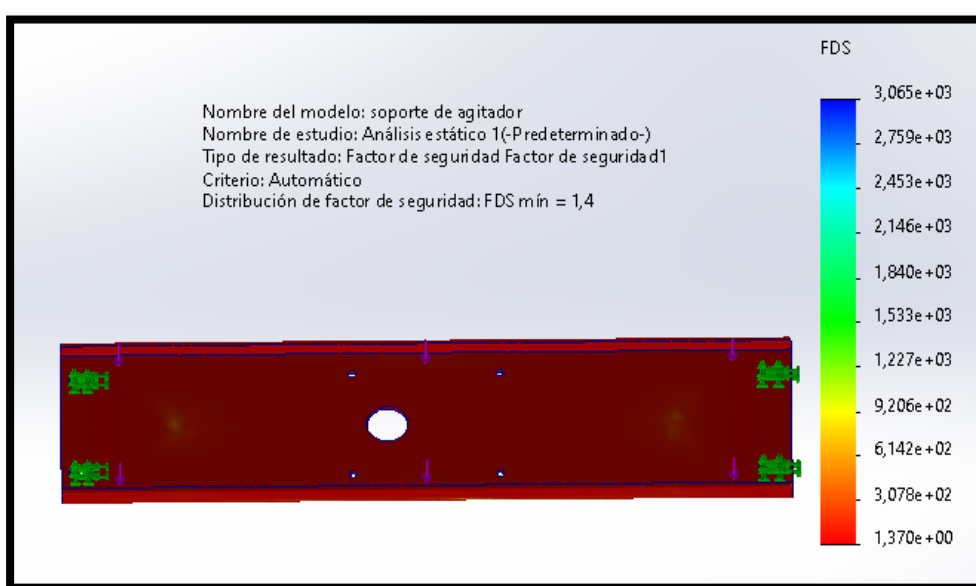 FDS
Nombre del modelo: soporte de agitador
Nombre de estudio: Análisis estático 1(-Predeterminado-)
Tipo de resultado: Factor de seguridad Factor de seguridad1
Criterio: Automático
Distribución de factor de seguridad: FDS mín = 1,4
3,065e+03
2,759e+03
2,453e+03
2,146e+03
1,840e+03
1,533e+03
1,227e+03
9,206e+02
6,142e+02
3,078e+02
1,370e+00